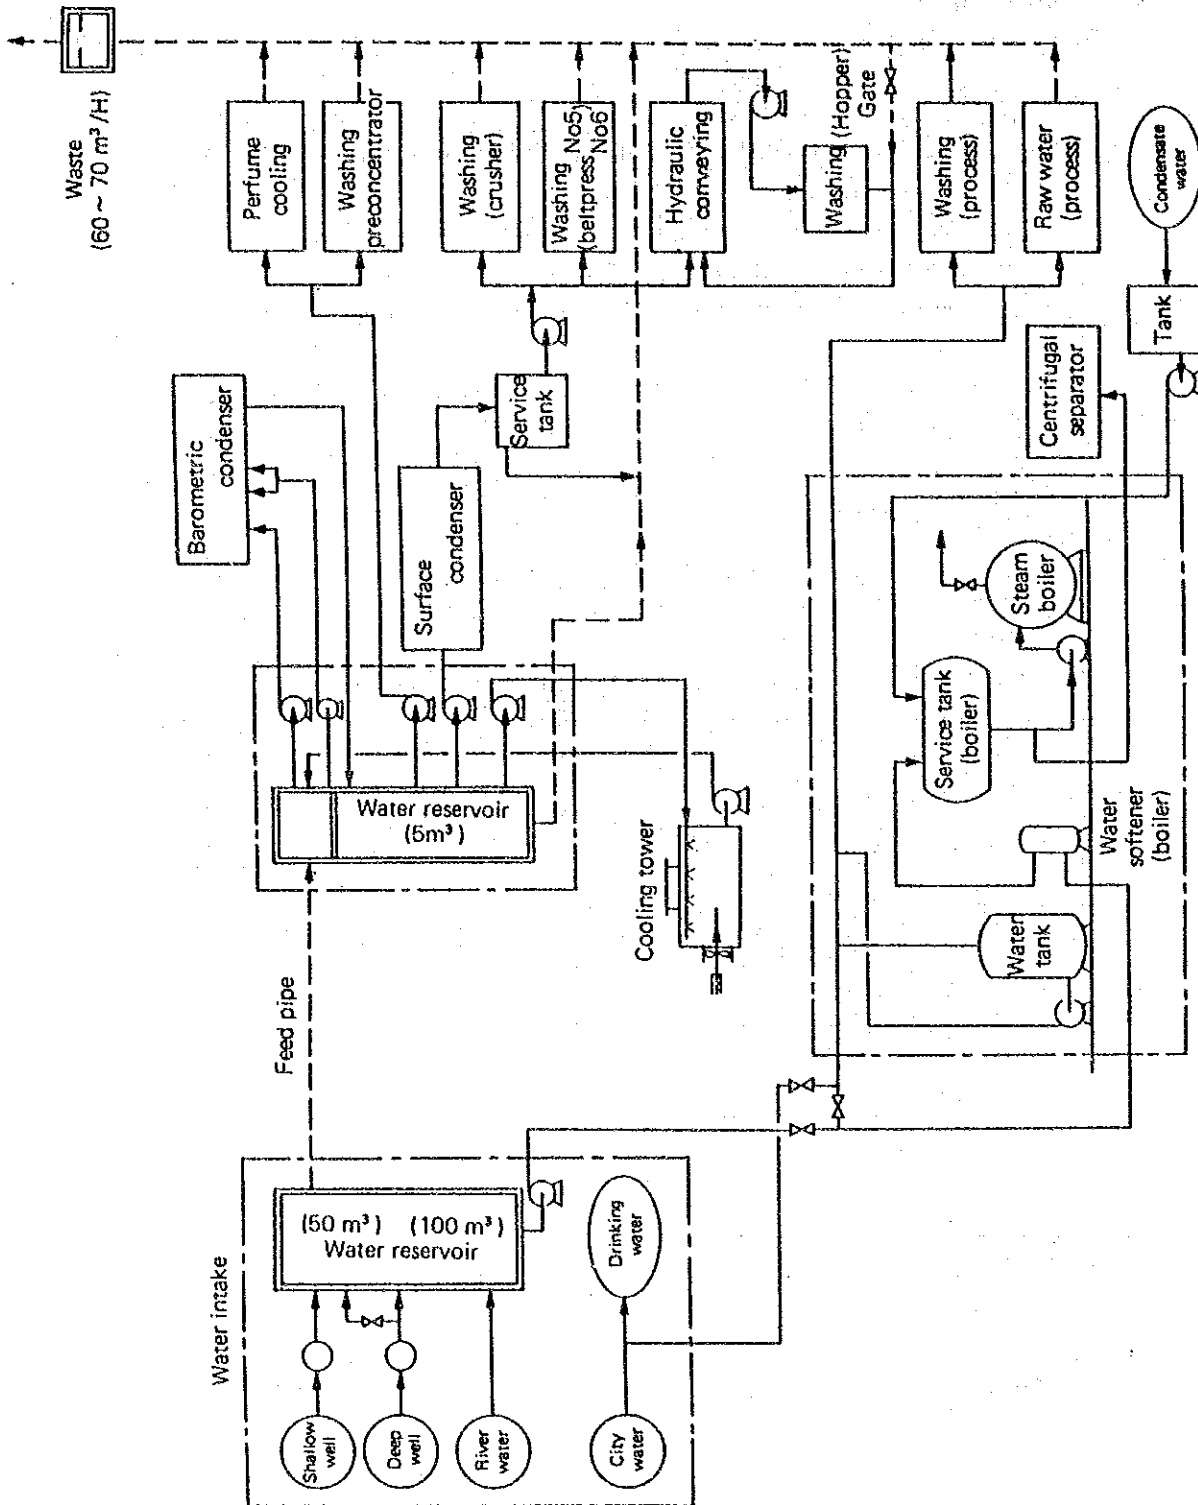 Waste
(60 ~ 70 m³/H)
Perfume
cooling
Washing
preconcentrator
Washing
(crusher)
Washing No5
(beltpress) No6
Hydraulic
conveying
Washing
(Hopper)
Gate
Washing
(process)
Raw water
(process)
Condensate
water
Barometric
condenser
Surface
condenser
Service
tank
Centrifugal
separator
Tank
Water reservoir
(5m³)
Cooling tower
Service tank
(boiler)
Steam
boiler
Water
softener
(boiler)
Water
tank
Feed pipe
Water intake
(50 m³) (100 m³)
Water reservoir
Drinking
water
Shallow
well
Deep
well
River
water
City
water